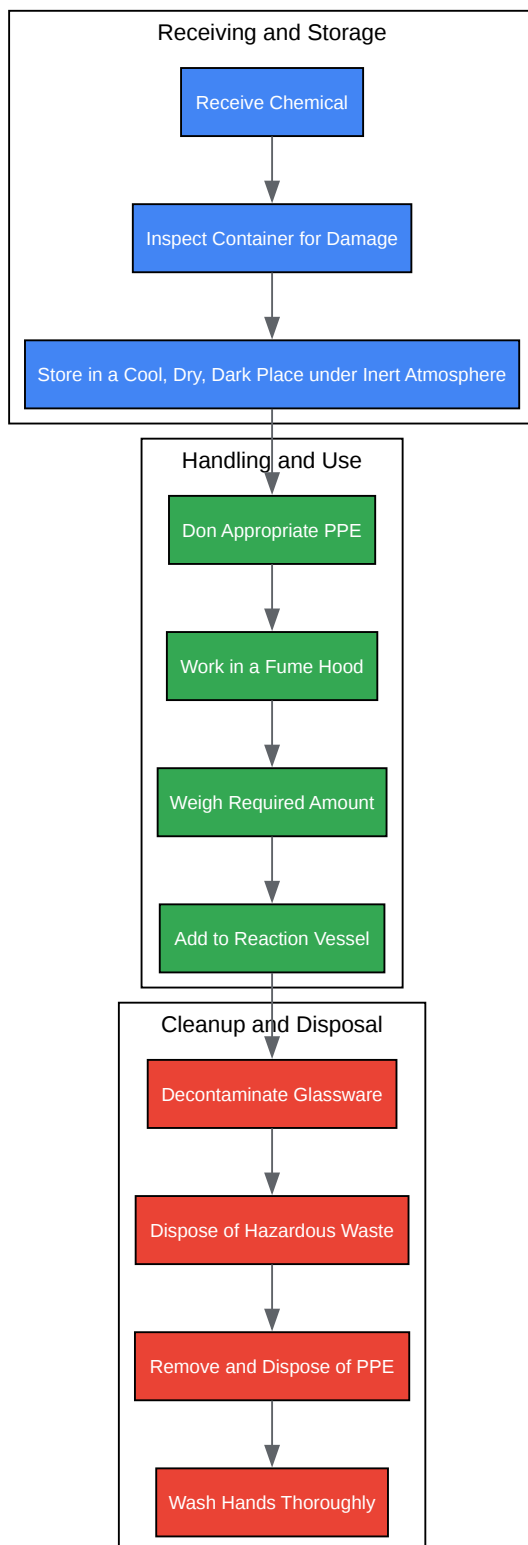 Receiving and Storage
Receive Chemical
Inspect Container for Damage
Store in a Cool, Dry, Dark Place under Inert Atmosphere
Handling and Use
Don Appropriate PPE
Work in a Fume Hood
Weigh Required Amount
Add to Reaction Vessel
Cleanup and Disposal
Decontaminate Glassware
Dispose of Hazardous Waste
Remove and Dispose of PPE
Wash Hands Thoroughly